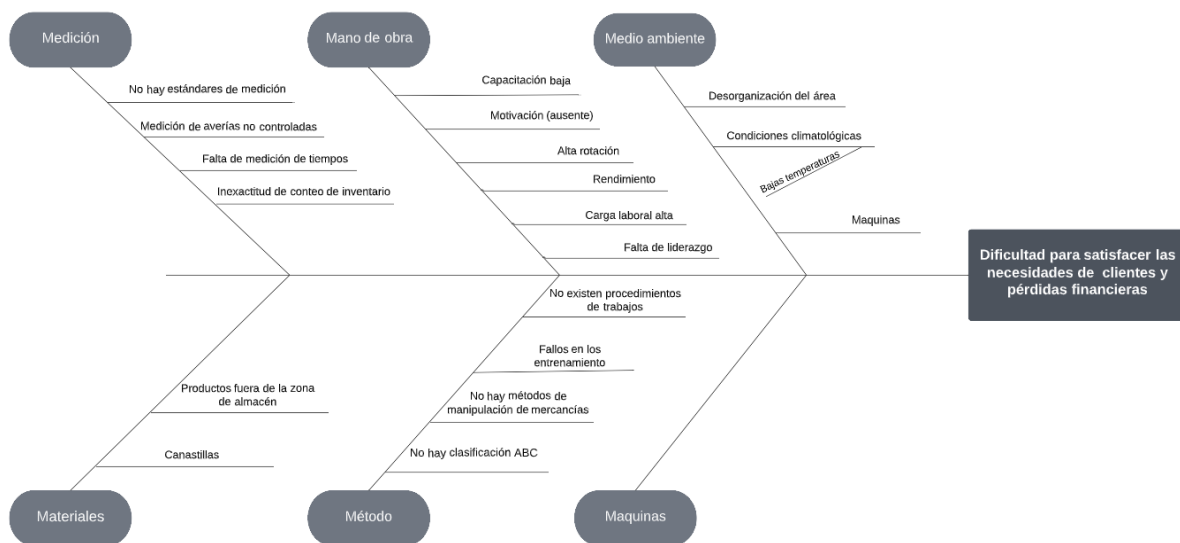 Medición
Mano de obra
Medio ambiente
No hay estándares de medición
Medición de averías no controladas
Falta de medición de tiempos
Inexactitud de conteo de inventario
Capacitación baja
Motivación (ausente)
Alta rotación
Rendimiento
Carga laboral alta
Falta de liderazgo
Desorganización del área
Condiciones climatológicas
Bajas temperaturas
Maquinas
Dificultad para satisfacer las
necesidades de clientes y
pérdidas financieras
Productos fuera de la zona
de almacén
Canastillas
No existen procedimientos
de trabajos
Fallos en los
entrenamiento
No hay métodos de
manipulación de mercancías
No hay clasificación ABC
Materiales
Método
Maquinas